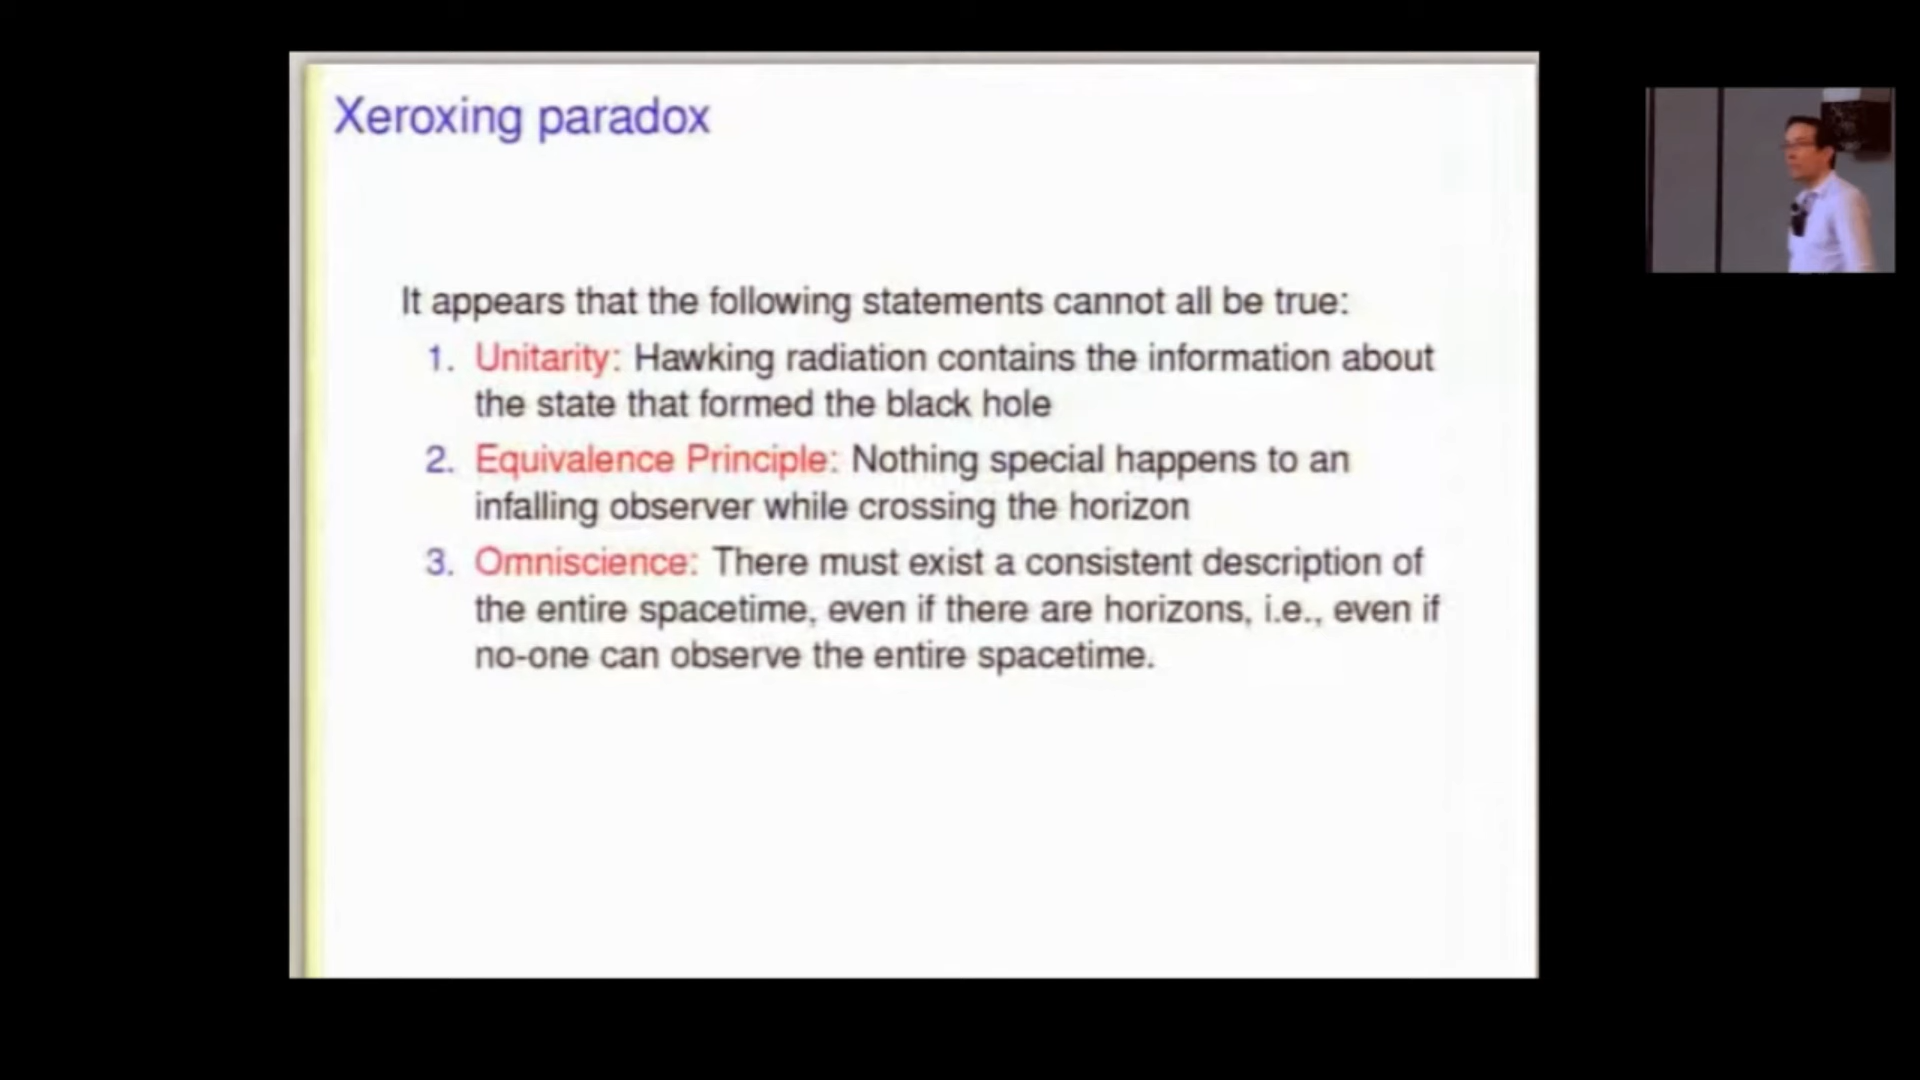 Xeroxing paradox
It appears that the following statements cannot all be true:
1. Unitarity: Hawking radiation contains the information about
the state that formed the black hole
2. Equivalence Principle: Nothing special happens to an
infalling observer while crossing the horizon
3. Omniscience: There must exist a consistent description of
the entire spacetime, even if there are horizons, i.e., even if
no-one can observe the entire spacetime.